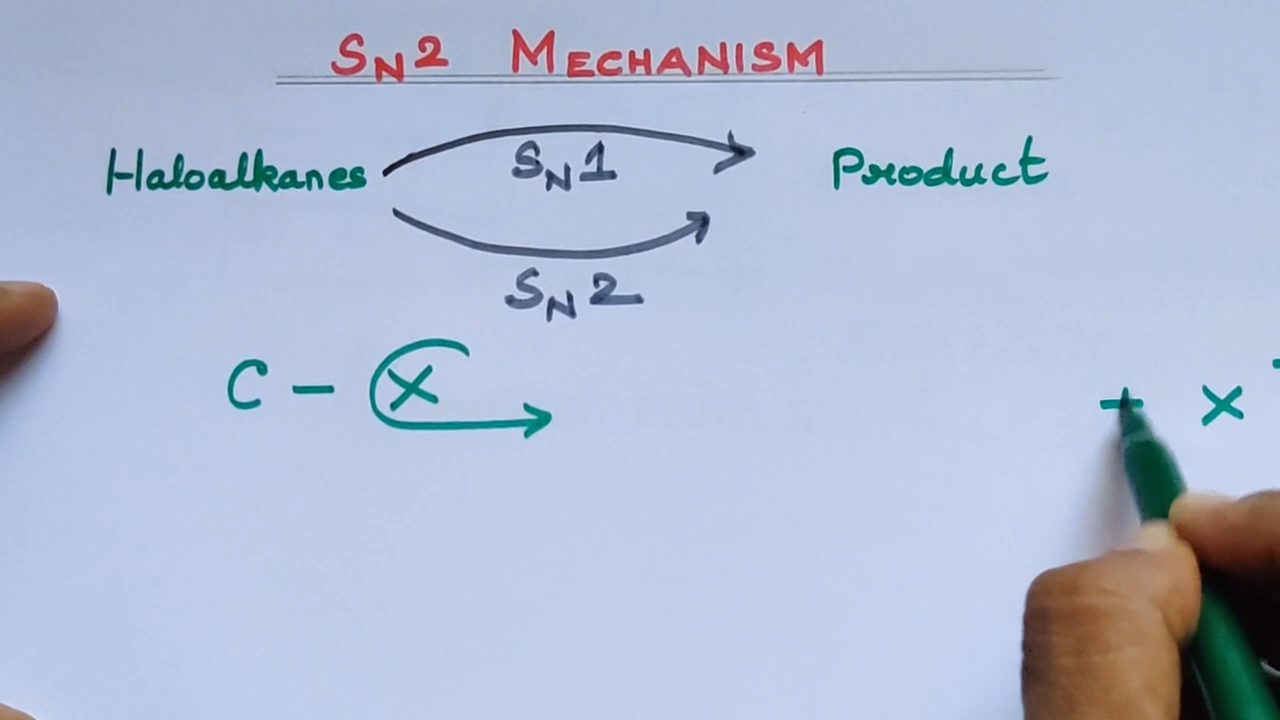 SN2 MECHANISM
Haloalkanes SN1 Product
SN2
C - X + X -